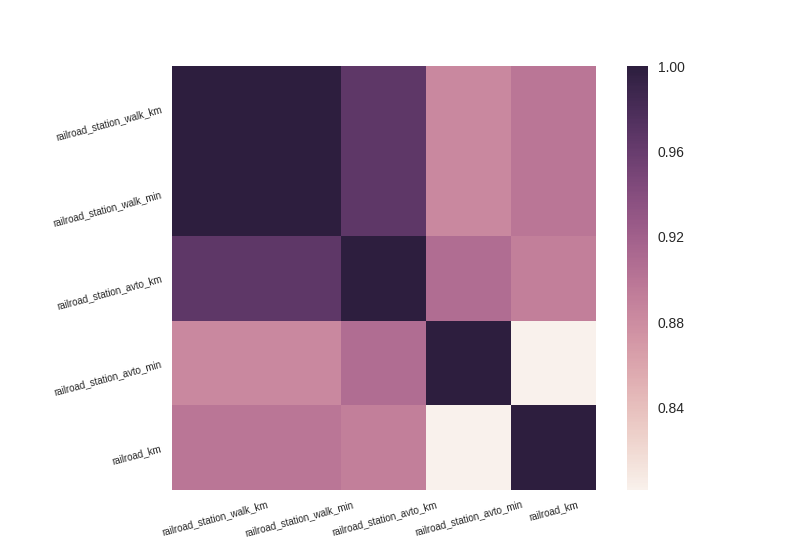 railroad_station_walk_km
railroad_station_walk_min
railroad_station_avto_km
railroad_station_avto_min
railroad_km
railroad_station_walk_km
railroad_station_walk_min
railroad_station_avto_km
railroad_station_avto_min
railroad_km
1.00
0.96
0.92
0.88
0.84